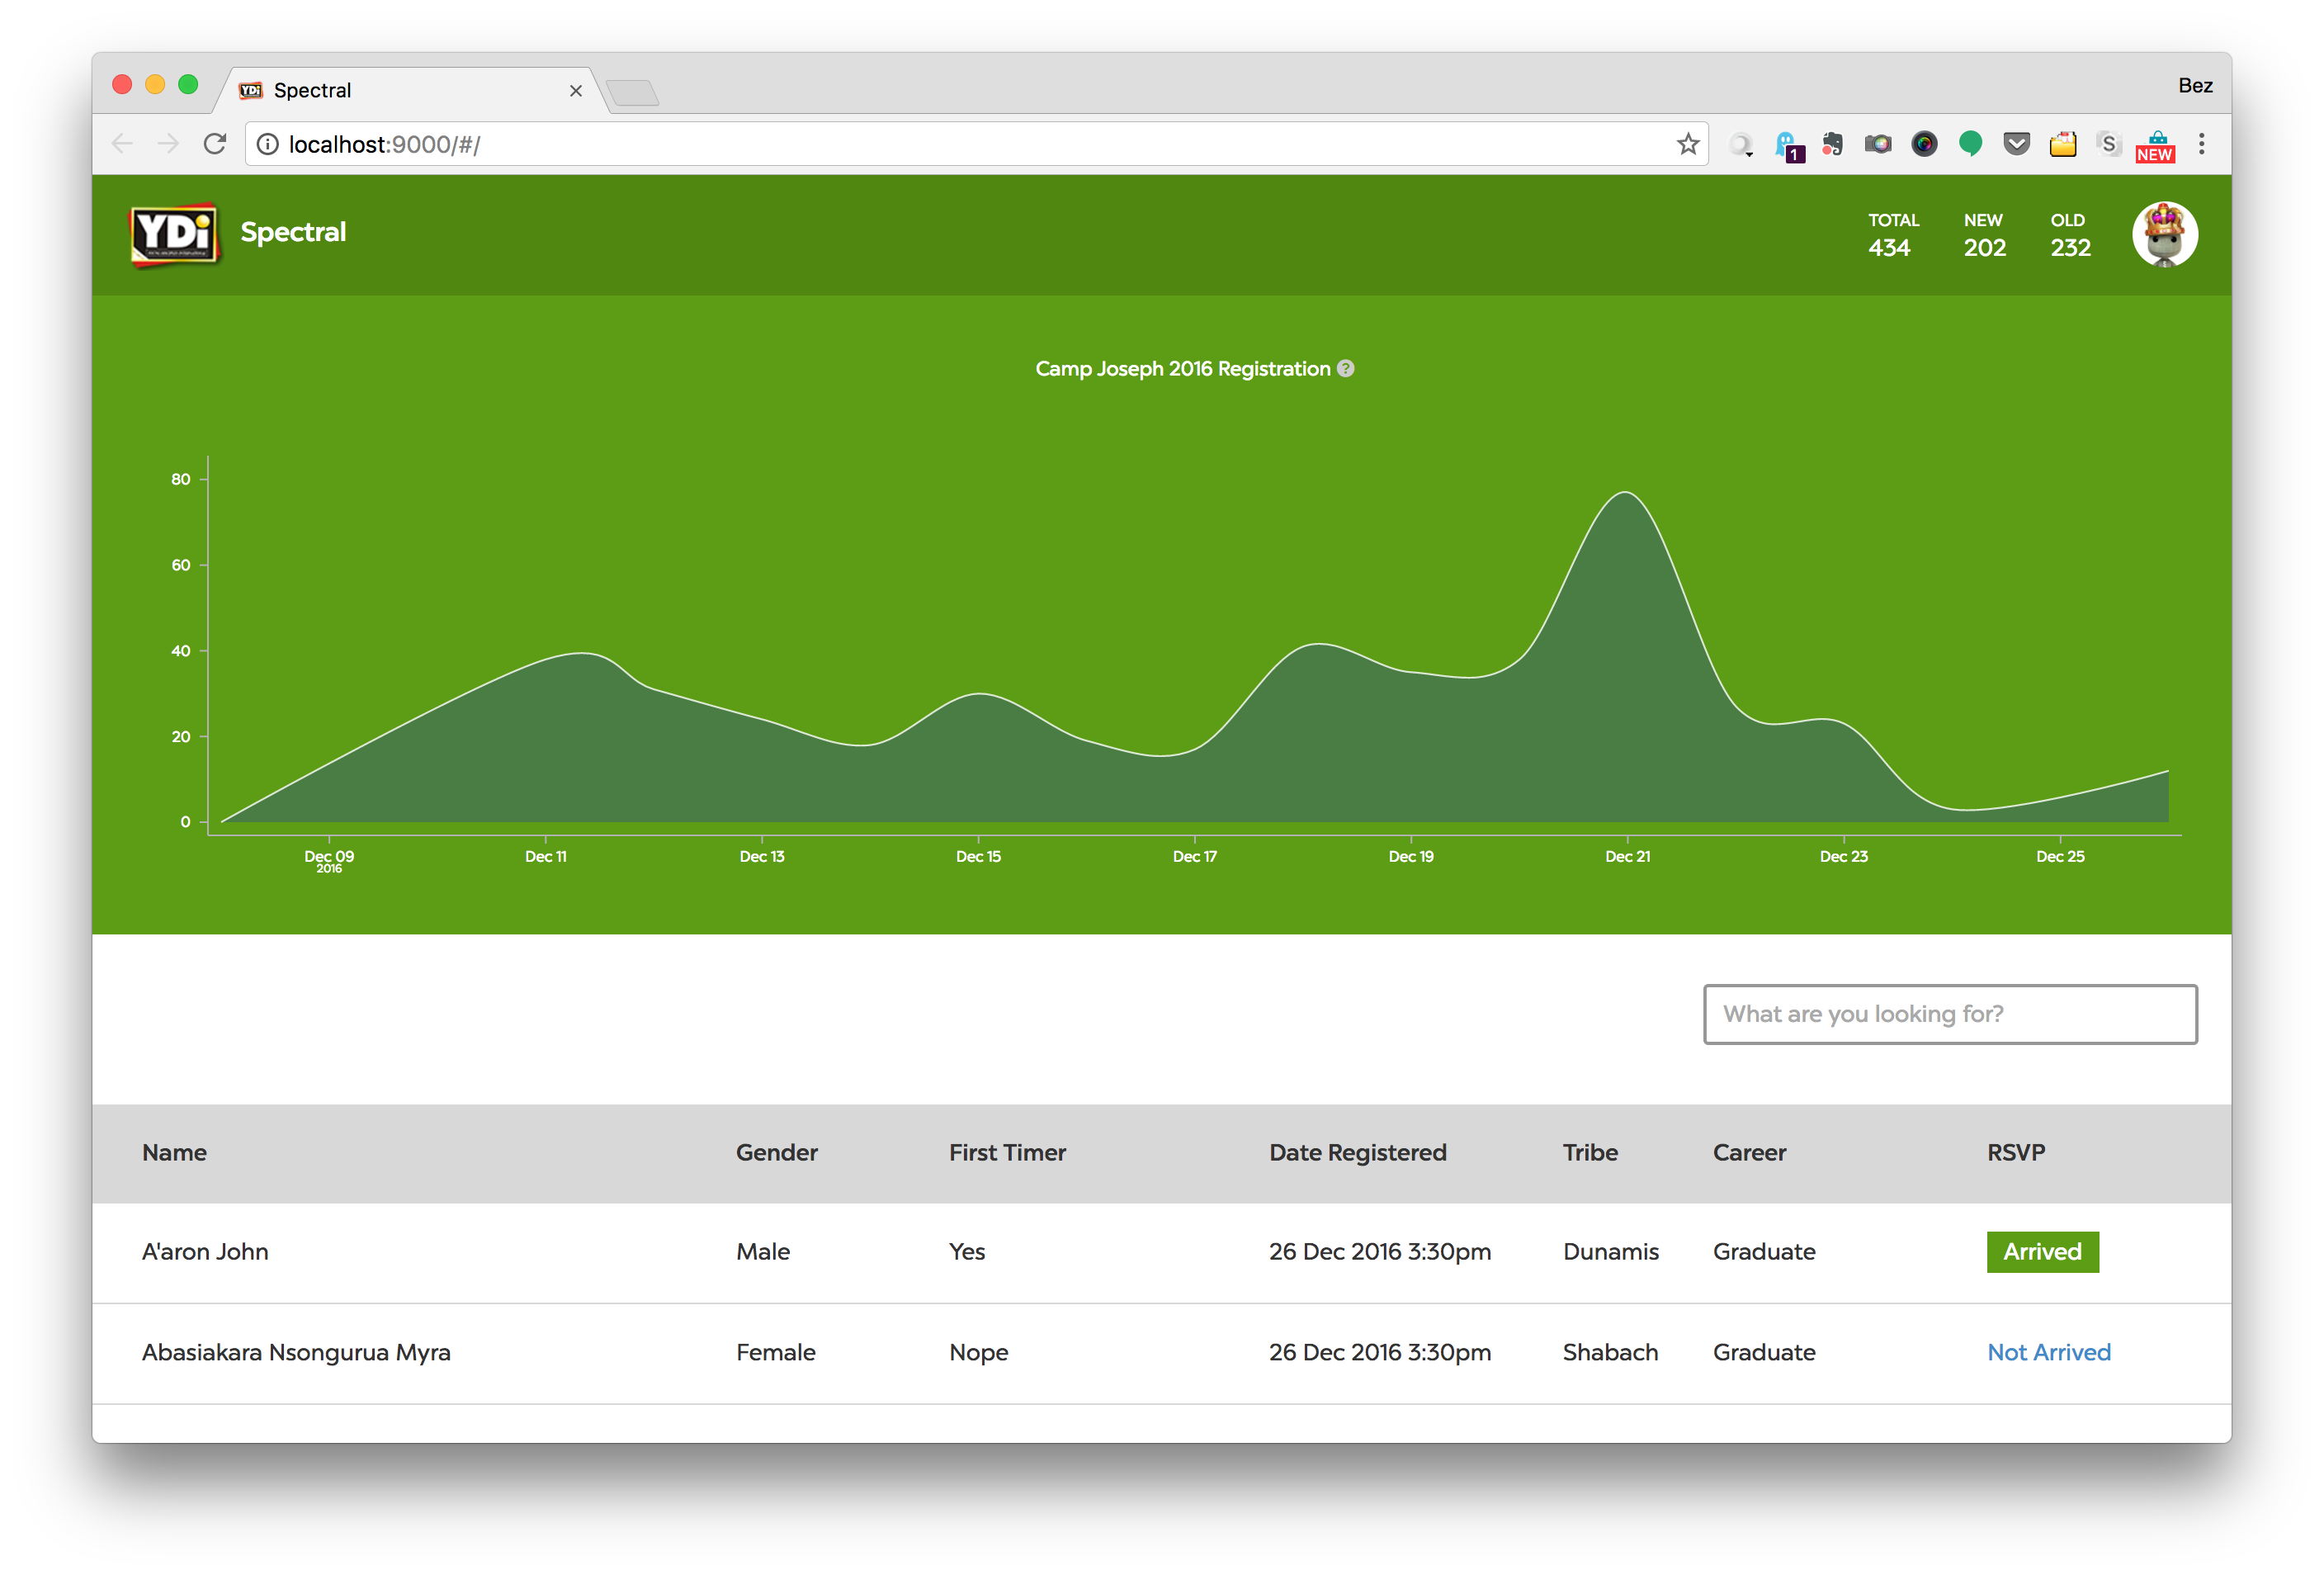 Spectral
Bez
localhost:9000/#/
1
S
NEW
YDi
Spectral
TOTAL NEW OLD
434 202 232
Camp Joseph 2016 Registration ?
80
60
40
20
0
Dec 09 Dec 11 Dec 13 Dec 15 Dec 17 Dec 19 Dec 21 Dec 23 Dec 25
2016
What are you looking for?
Name Gender First Timer Date Registered Tribe Career RSVP
A'aron John Male Yes 26 Dec 2016 3:30pm Dunamis Graduate Arrived
Abasiakara Nsongurua Myra Female Nope 26 Dec 2016 3:30pm Shabach Graduate Not Arrived